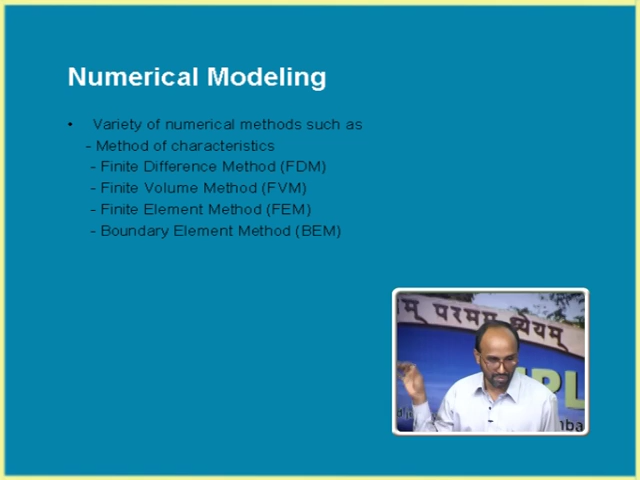 Numerical Modeling
• Variety of numerical methods such as
- Method of characteristics
- Finite Difference Method (FDM)
- Finite Volume Method (FVM)
- Finite Element Method (FEM)
- Boundary Element Method (BEM)
परमम् ध्येयम्